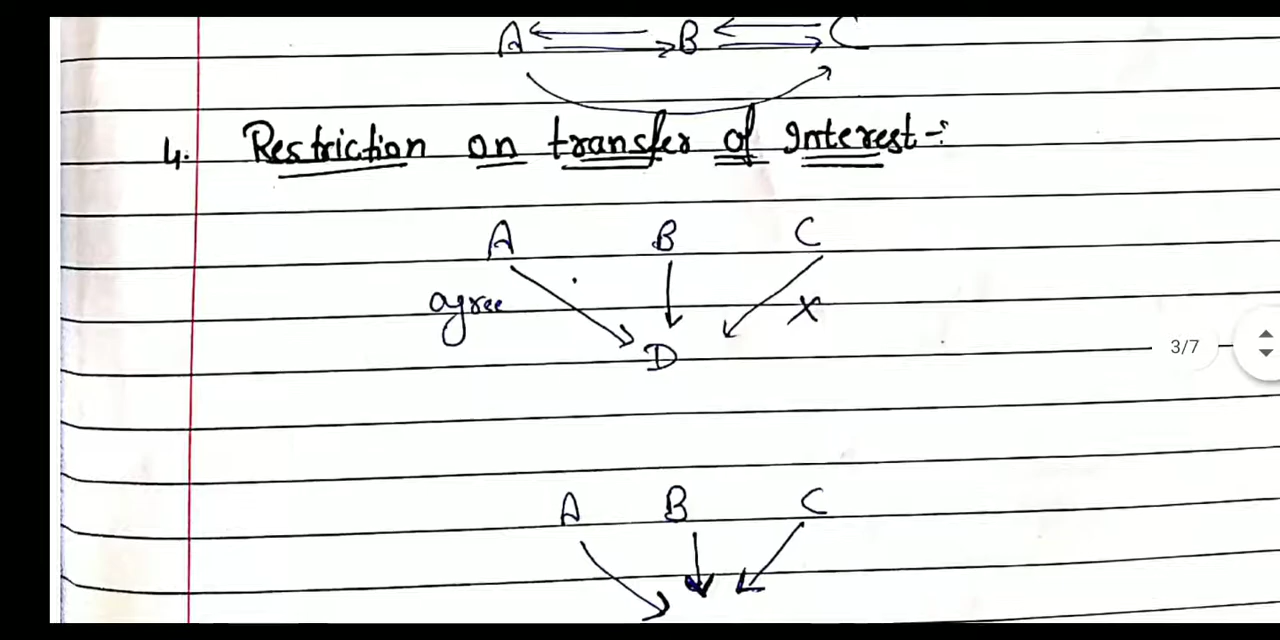 A B C
4. Restriction on transfer of Interest -:
A B C
agree X
D
3/7
A B C